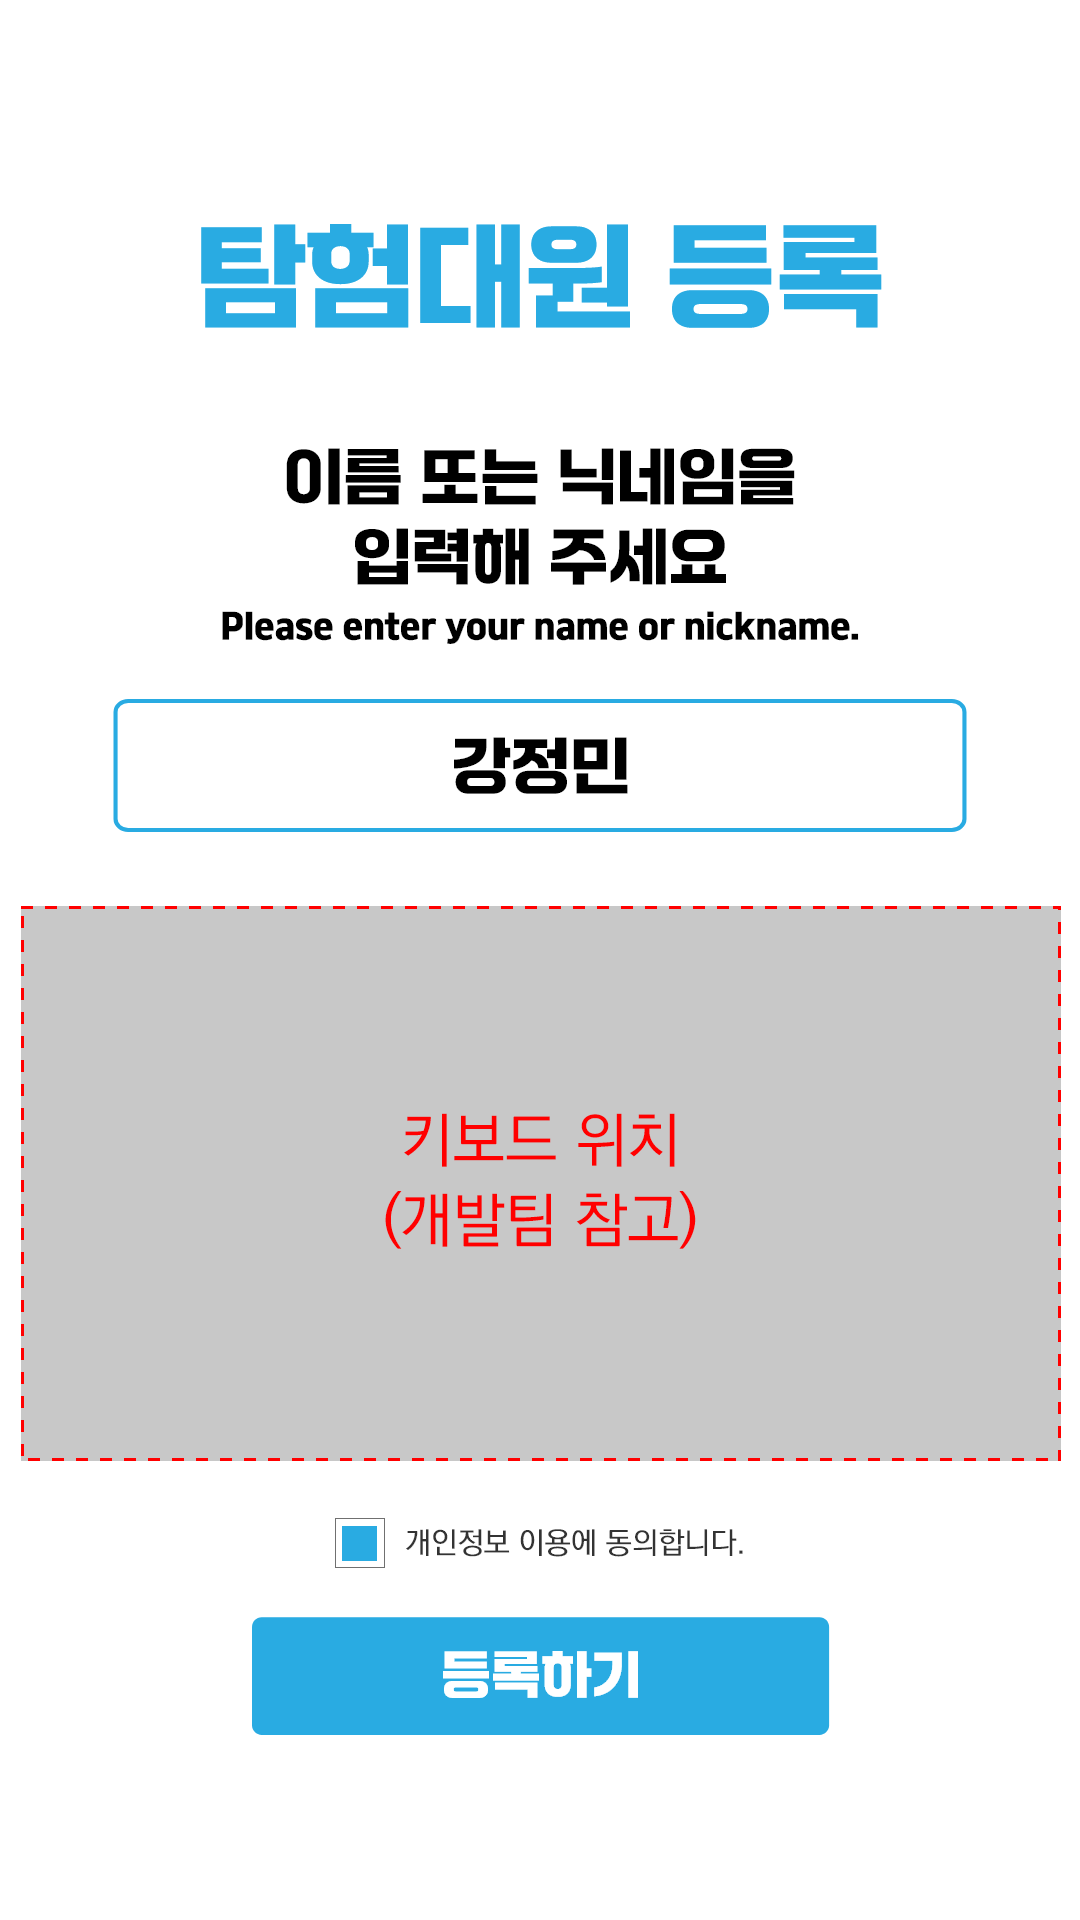 탐험대원 등록
이름 또는 닉네임을
입력해 주세요
Please enter your name or nickname.
강정민
키보드 위치
(개발팀 참고)
개인정보 이용에 동의합니다.
등록하기